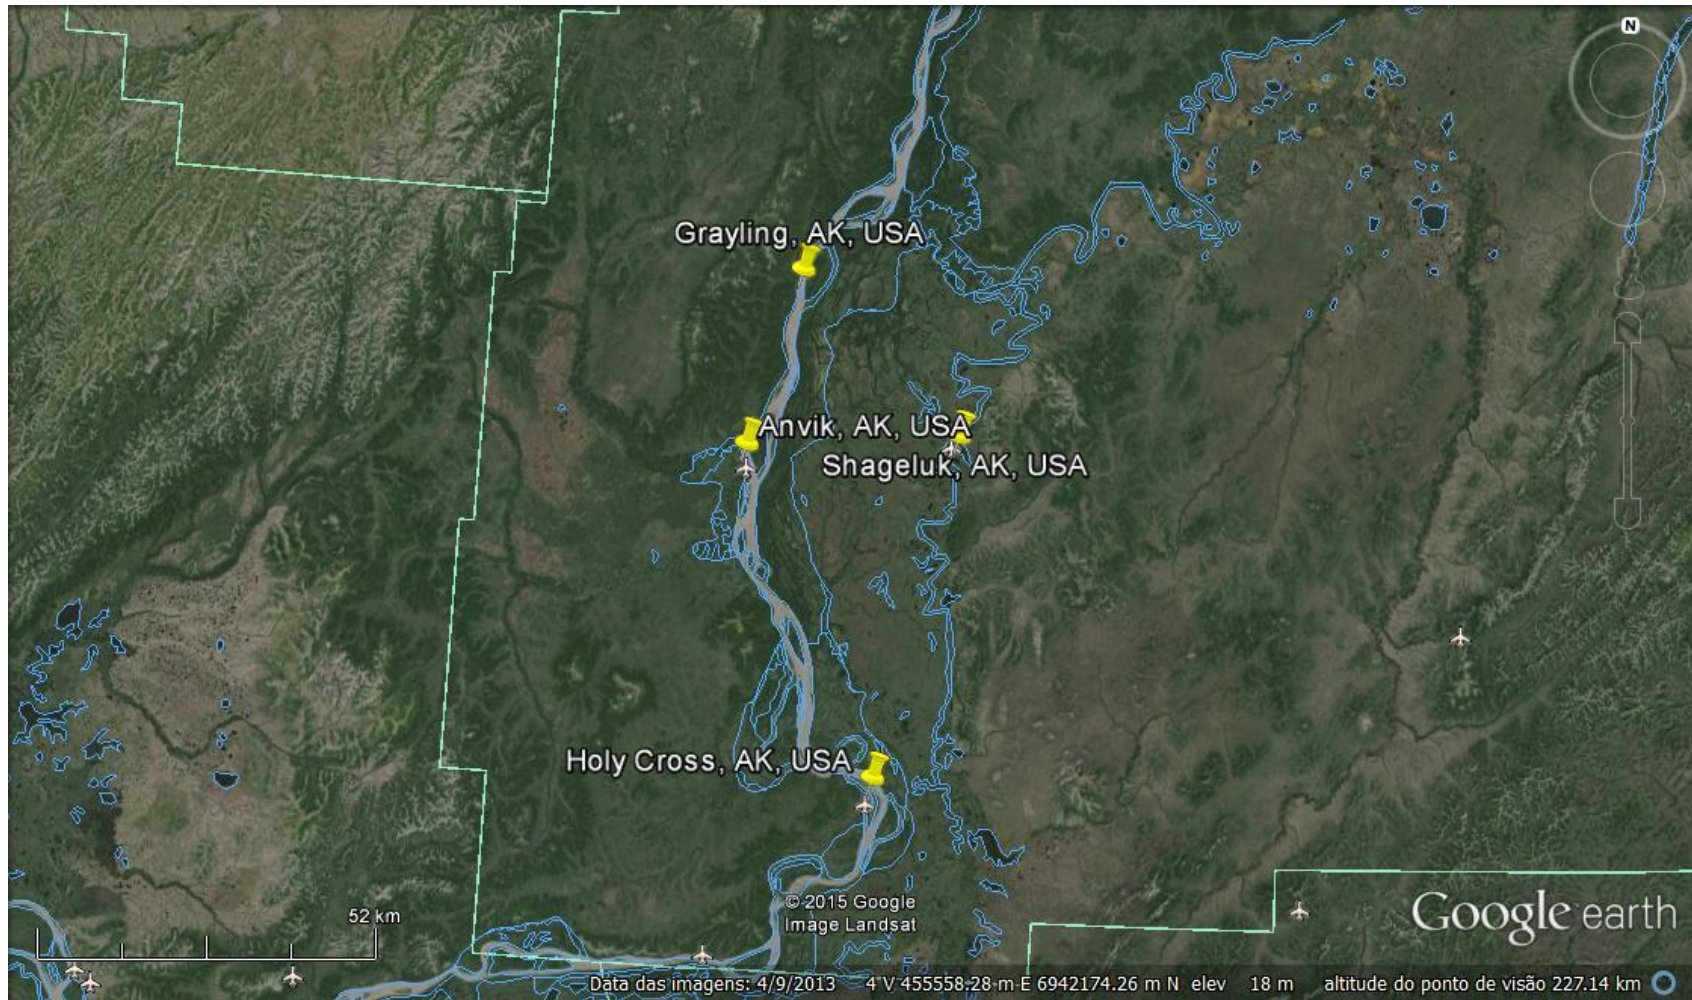 N
Grayling, AK, USA
Anvik, AK, USA
Shageluk, AK, USA
Holy Cross, AK, USA
© 2015 Google
Image Landsat
52 km
Google earth
Data das imagens: 4/9/2013 4 V 455558.28 m E 6942174.26 m N elev 18 m altitude do ponto de visão 227.14 km